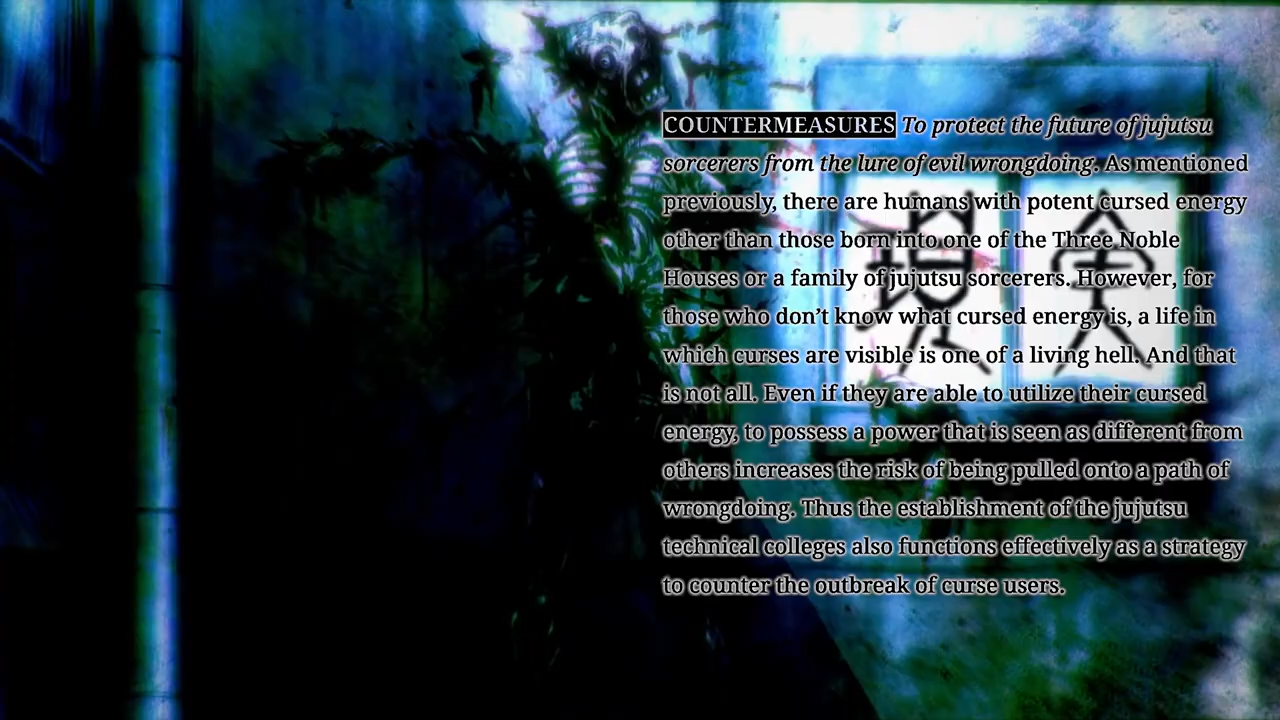 COUNTERMEASURES To protect the future of jujutsu
sorcerers from the lure of evil wrongdoing. As mentioned
previously, there are humans with potent cursed energy
other than those born into one of the Three Noble
Houses or a family of jujutsu sorcerers. However, for
those who don’t know what cursed energy is, a life in
which curses are visible is one of a living hell. And that
is not all. Even if they are able to utilize their cursed
energy, to possess a power that is seen as different from
others increases the risk of being pulled onto a path of
wrongdoing. Thus the establishment of the jujutsu
technical colleges also functions effectively as a strategy
to counter the outbreak of curse users.